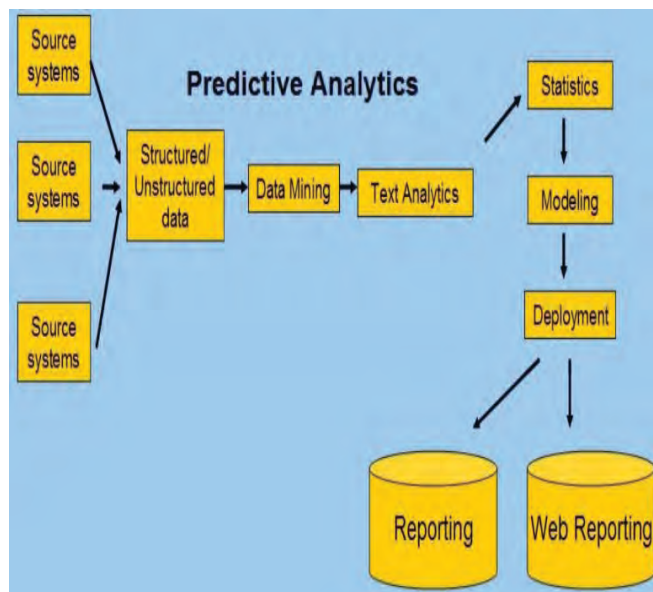 Source
systems
Predictive Analytics
Statistics
Source
systems
Structured/
Unstructured
data
Data Mining
Text Analytics
Modeling
Source
systems
Deployment
Reporting
Web Reporting